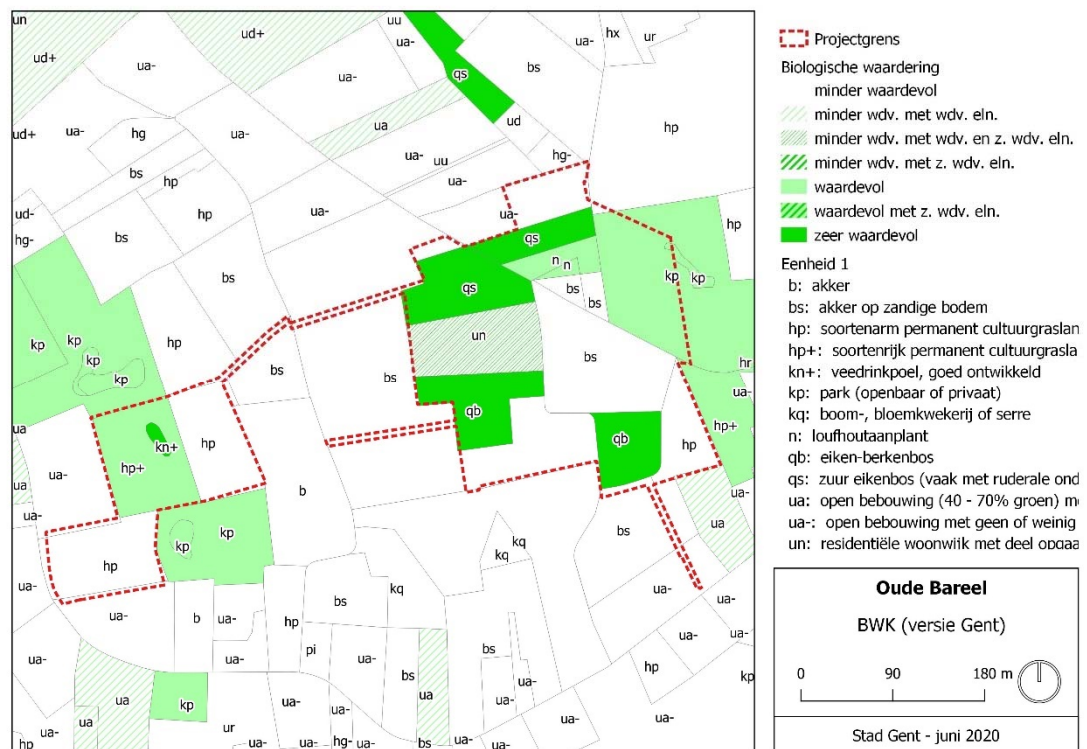 un
ud+
ua-
uu
ua-
hx
ur
ua-
ud+
ua-
qs
bs
ud+
ua-
hg
ua-
ua
ud
hp
bs
hp
ua-
uu
hg-
ua-
ud-
hg-
bs
hp
ua-
ua-
qs
hp
bs
n
n
kp
kp
qs
bs
bs
kp
kp
kp
hp
bs
bs
un
bs
hr
ua-
ua
ua-
hp+
kn+
hp
qb
qb
hp
hp+
ua
ua-
b
ua-
ua
kp
kp
hp
bs
kq
kq
ua-
ua-
b
ua-
hp
bs
kq
ua-
ua-
ua-
ua-
ua-
pi
ua-
bs
bs
ua-
hp
ua-
kp
ua
kp
ua
ua-
hp
ua
ur
ua-
ua-
hg-
bs
ua-
ua-
ua-
Projectgrens
Biologische waardering
minder waardevol
minder wdv. met wdv. eln.
minder wdv. met wdv. en z. wdv. eln.
minder wdv. met z. wdv. eln.
waardevol
waardevol met z. wdv. eln.
zeer waardevol
Eenheid 1
b: akker
bs: akker op zandige bodem
hp: soortenarm permanent cultuurgraslan
hp+: soortenrijk permanent cultuurgrasla
kn+: veedrinkpoel, goed ontwikkeld
kp: park (openbaar of privaat)
kq: boom-, bloemkwekerij of serre
n: loufhoutaanplant
qb: eiken-berkenbos
qs: zuur eikenbos (vaak met ruderale ond
ua: open bebouwing (40 - 70% groen) me
ua-: open bebouwing met geen of weinig
un: residentiële woonwijk met deel opgaa
Oude Bareel
BWK (versie Gent)
0 90 180 m
Stad Gent - juni 2020